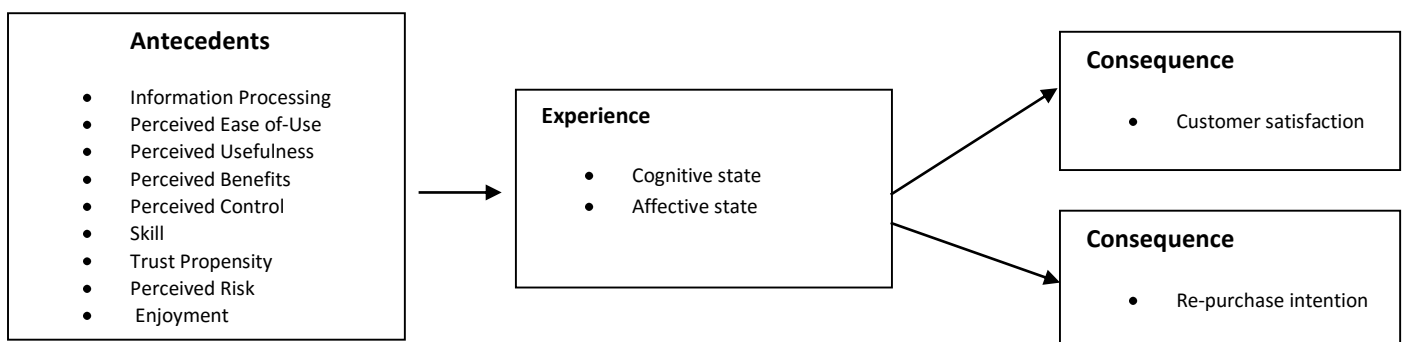 Antecedents
• Information Processing
• Perceived Ease of-Use
• Perceived Usefulness
• Perceived Benefits
• Perceived Control
• Skill
• Trust Propensity
• Perceived Risk
• Enjoyment
Experience
• Cognitive state
• Affective state
Consequence
• Customer satisfaction
Consequence
• Re-purchase intention